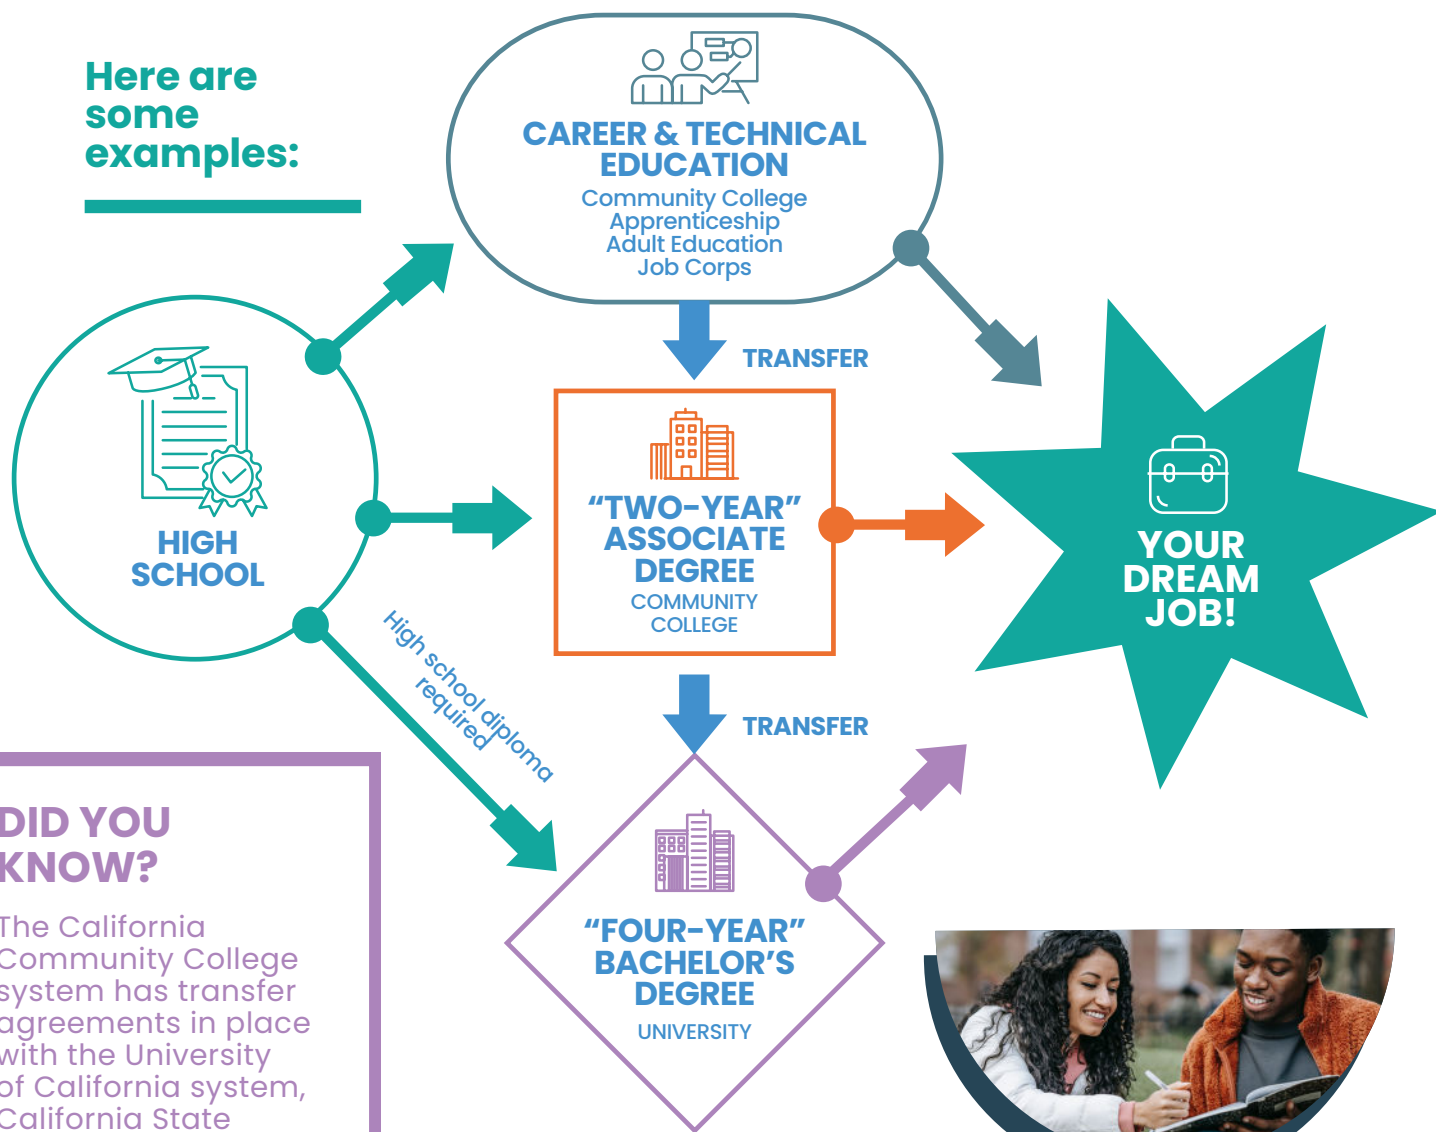 Here are
some
examples:
CAREER & TECHNICAL
EDUCATION
Community College
Apprenticeship
Adult Education
Job Corps
TRANSFER
HIGH
SCHOOL
“TWO-YEAR”
ASSOCIATE
DEGREE
COMMUNITY
COLLEGE
YOUR
DREAM
JOB!
High school diploma
required
TRANSFER
“FOUR-YEAR”
BACHELOR’S
DEGREE
UNIVERSITY
DID YOU
KNOW?
The California
Community College
system has transfer
agreements in place
with the University
of California system,
California State